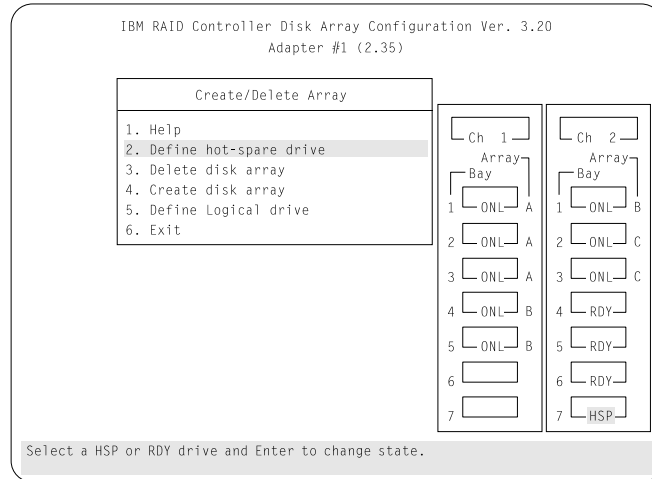 IBM RAID Controller Disk Array Configuration Ver. 3.20
Adapter #1 (2.35)
Create/Delete Array
1. Help
2. Define hot-spare drive
3. Delete disk array
4. Create disk array
5. Define Logical drive
6. Exit
Ch 1
Array
Bay
1 ONL A
2 ONL A
3 ONL A
4 ONL B
5 ONL B
6
7
Ch 2
Array
Bay
1 ONL B
2 ONL C
3 ONL C
4 RDY
5 RDY
6 RDY
7 HSP
Select a HSP or RDY drive and Enter to change state.